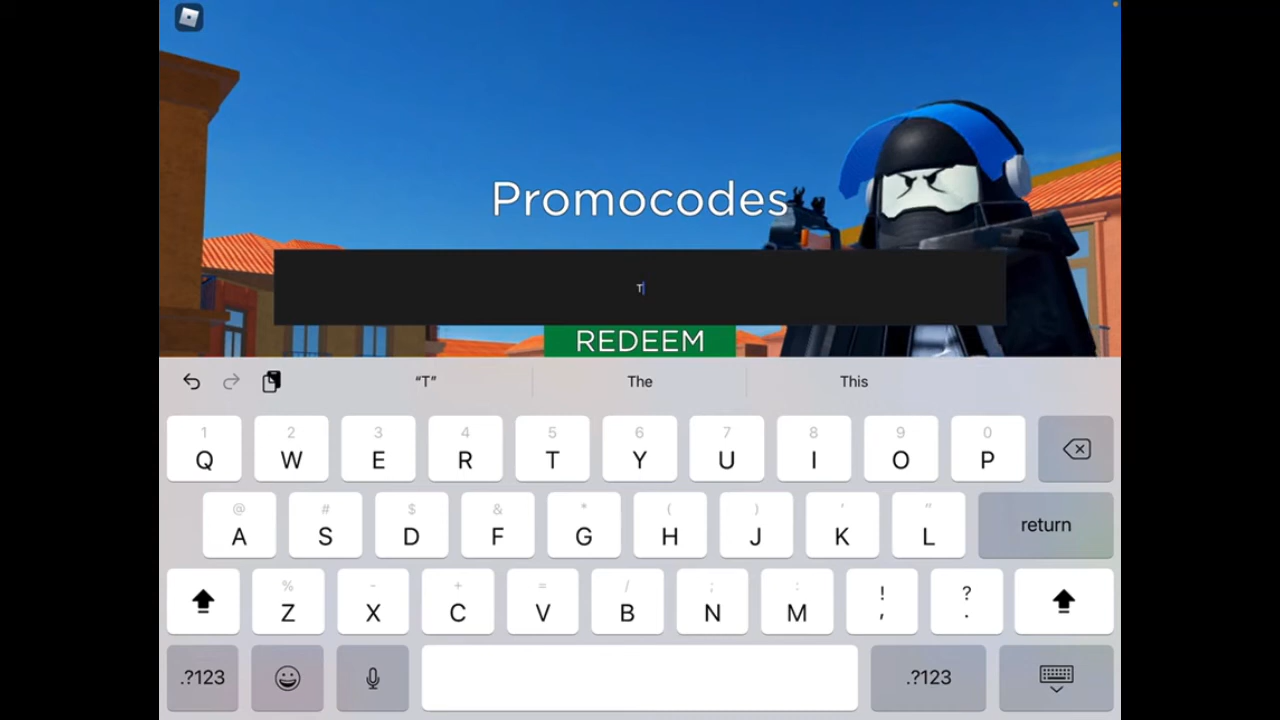 Promocodes
T
REDEEM
“T” The This
1 2 3 4 5 6 7 8 9 0
Q W E R T Y U I O P
@ # $ & * ( ) ' "
A S D F G H J K L return
% - + = / ; : ! ?
Z X C V B N M , .
.?123 .?123